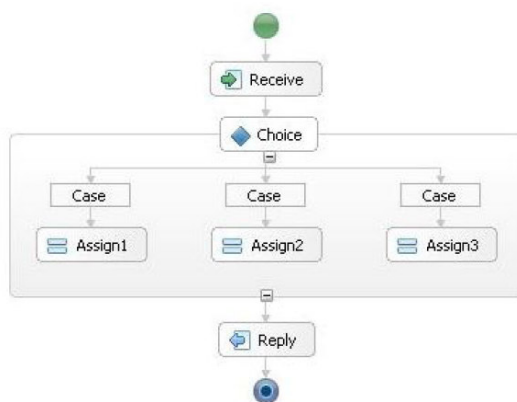 Receive
Choice
Case Case Case
Assign1 Assign2 Assign3
Reply